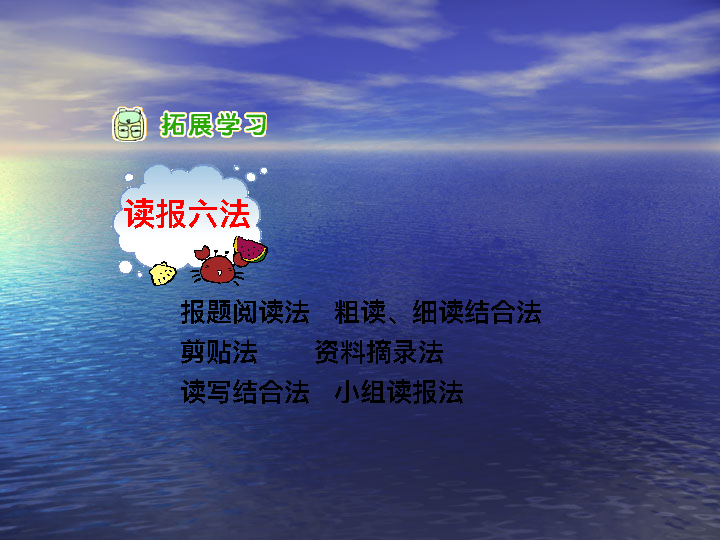 拓展学习
读报六法
报题阅读法 粗读、细读结合法
剪贴法 资料摘录法
读写结合法 小组读报法